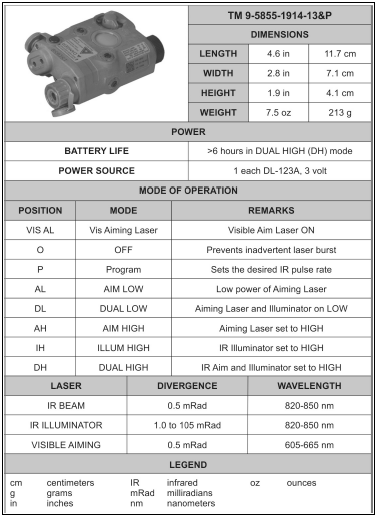 TM 9-5855-1914-13&P
DIMENSIONS
LENGTH 4.6 in 11.7 cm
WIDTH 2.8 in 7.1 cm
HEIGHT 1.9 in 4.1 cm
WEIGHT 7.5 oz 213 g
POWER
BATTERY LIFE >6 hours in DUAL HIGH (DH) mode
POWER SOURCE 1 each DL-123A, 3 volt
MODE OF OPERATION
POSITION MODE REMARKS
VIS AL Vis Aiming Laser Visible Aim Laser ON
O OFF Prevents inadvertent laser burst
P Program Sets the desired IR pulse rate
AL AIM LOW Low power of Aiming Laser
DL DUAL LOW Aiming Laser and Illuminator on LOW
AH AIM HIGH Aiming Laser set to HIGH
IH ILLUM HIGH IR Illuminator set to HIGH
DH DUAL HIGH IR Aim and Illuminator set to HIGH
LASER DIVERGENCE WAVELENGTH
IR BEAM 0.5 mRad 820-850 nm
IR ILLUMINATOR 1.0 to 105 mRad 820-850 nm
VISIBLE AIMING 0.5 mRad 605-665 nm
LEGEND
cm centimeters IR infrared oz ounces
g grams mRad milliradians
in inches nm nanometers